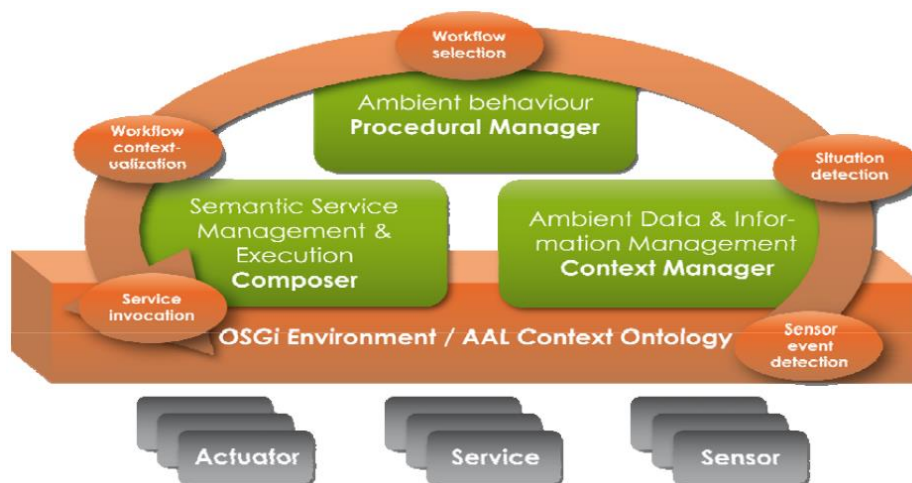 Workflow
selection
Ambient behaviour
Procedural Manager
Workflow
context-
ualization
Situation
detection
Semantic Service
Management &
Execution
Composer
Ambient Data & Infor-
mation Management
Context Manager
Service
invocation
OSGi Environment / AAL Context Ontology
Sensor
event
detection
Actuator
Service
Sensor